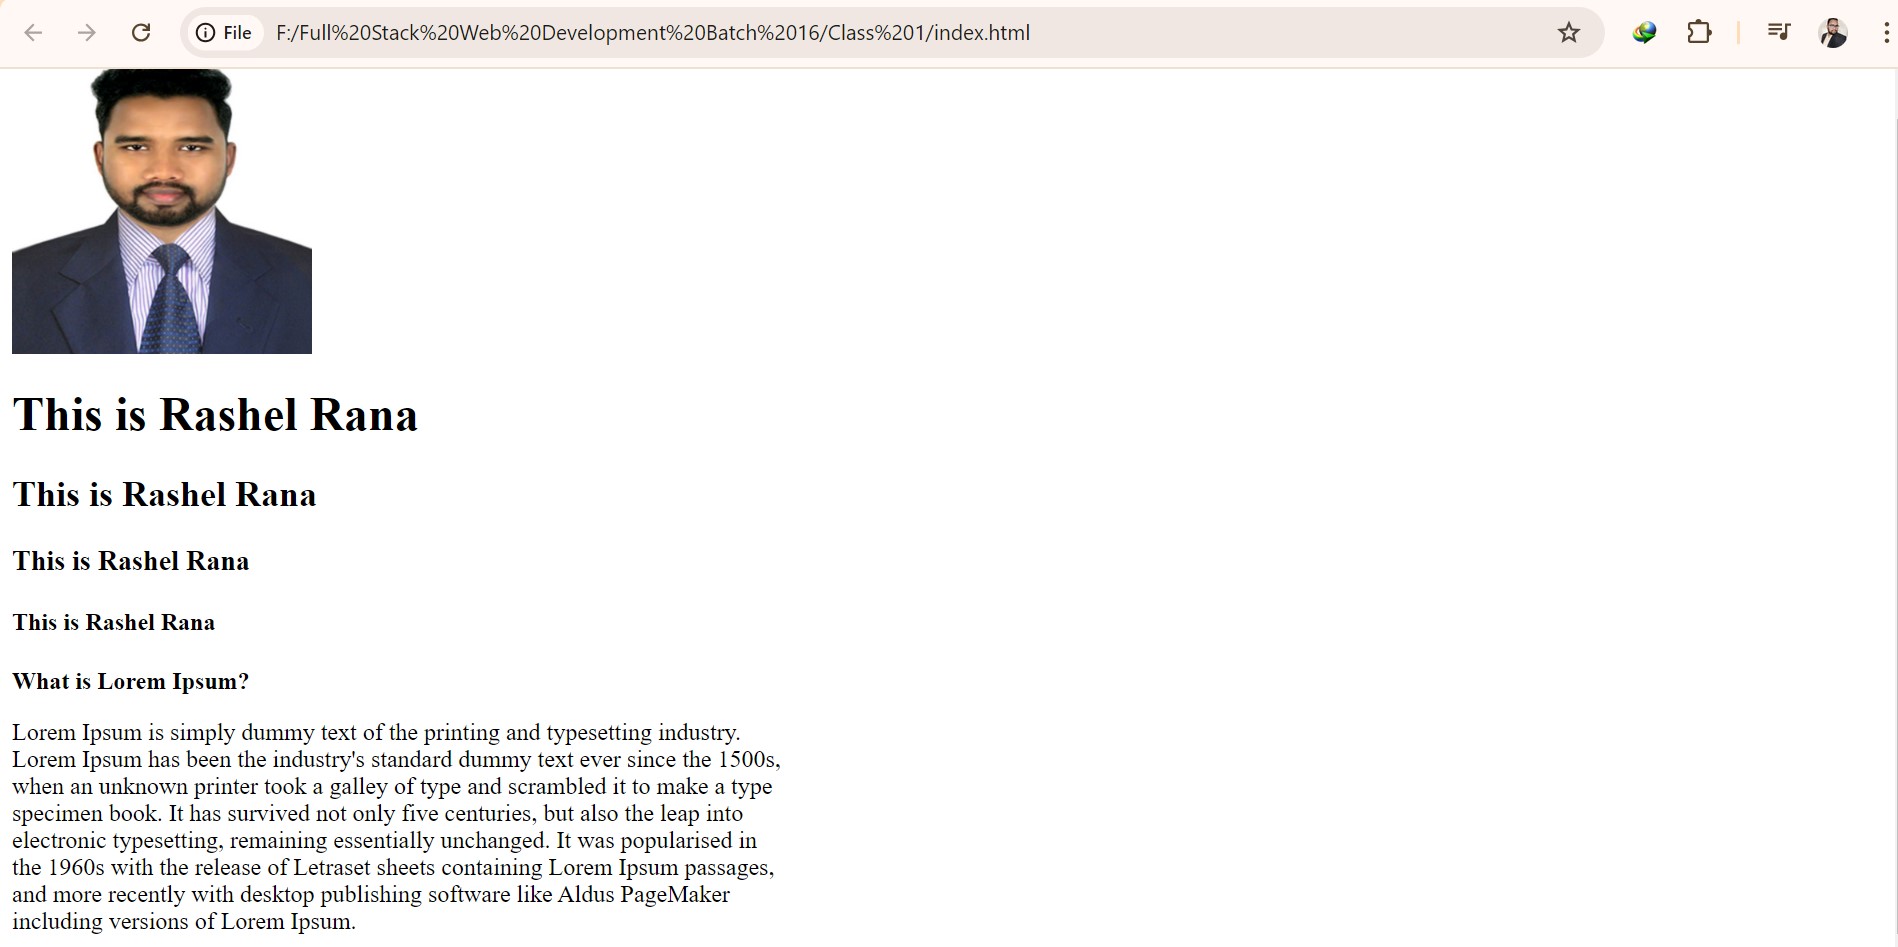 File F:/Full%20Stack%20Web%20Development%20Batch%2016/Class%201/index.html
This is Rashel Rana
This is Rashel Rana
This is Rashel Rana
This is Rashel Rana
What is Lorem Ipsum?
Lorem Ipsum is simply dummy text of the printing and typesetting industry.
Lorem Ipsum has been the industry's standard dummy text ever since the 1500s,
when an unknown printer took a galley of type and scrambled it to make a type
specimen book. It has survived not only five centuries, but also the leap into
electronic typesetting, remaining essentially unchanged. It was popularised in
the 1960s with the release of Letraset sheets containing Lorem Ipsum passages,
and more recently with desktop publishing software like Aldus PageMaker
including versions of Lorem Ipsum.